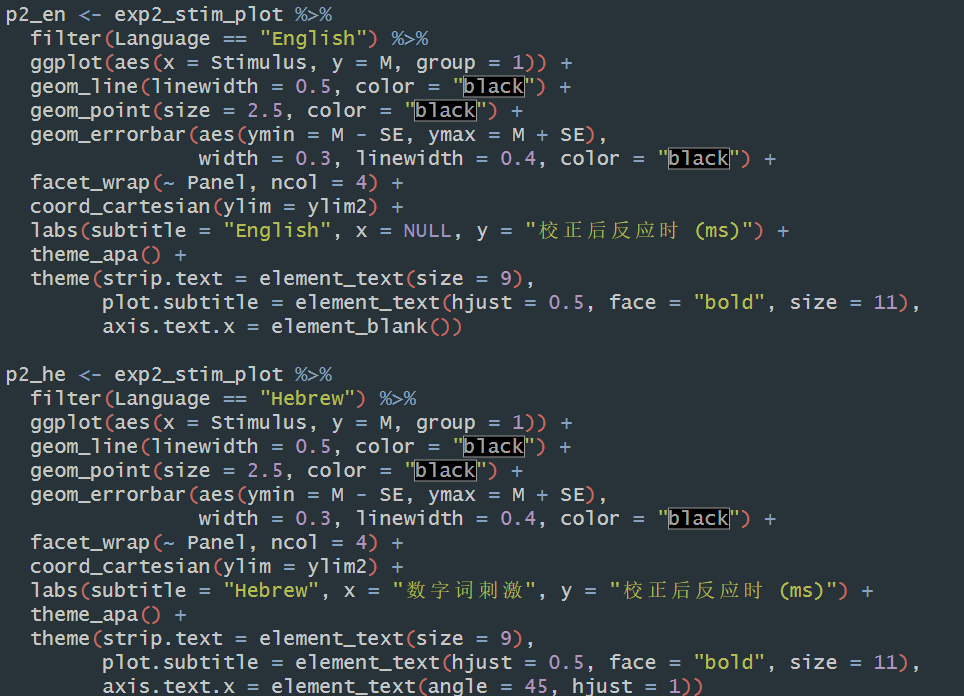 p2_en <- exp2_stim_plot %>%
  filter(Language == "English") %>%
  ggplot(aes(x = Stimulus, y = M, group = 1)) +
  geom_line(linewidth = 0.5, color = "black") +
  geom_point(size = 2.5, color = "black") +
  geom_errorbar(aes(ymin = M - SE, ymax = M + SE),
                width = 0.3, linewidth = 0.4, color = "black") +
  facet_wrap(~ Panel, ncol = 4) +
  coord_cartesian(ylim = ylim2) +
  labs(subtitle = "English", x = NULL, y = "校正后反应时 (ms)") +
  theme_apa() +
  theme(strip.text = element_text(size = 9),
        plot.subtitle = element_text(hjust = 0.5, face = "bold", size = 11),
        axis.text.x = element_blank())

p2_he <- exp2_stim_plot %>%
  filter(Language == "Hebrew") %>%
  ggplot(aes(x = Stimulus, y = M, group = 1)) +
  geom_line(linewidth = 0.5, color = "black") +
  geom_point(size = 2.5, color = "black") +
  geom_errorbar(aes(ymin = M - SE, ymax = M + SE),
                width = 0.3, linewidth = 0.4, color = "black") +
  facet_wrap(~ Panel, ncol = 4) +
  coord_cartesian(ylim = ylim2) +
  labs(subtitle = "Hebrew", x = "数字词刺激", y = "校正后反应时 (ms)") +
  theme_apa() +
  theme(strip.text = element_text(size = 9),
        plot.subtitle = element_text(hjust = 0.5, face = "bold", size = 11),
        axis.text.x = element_text(angle = 45, hjust = 1))